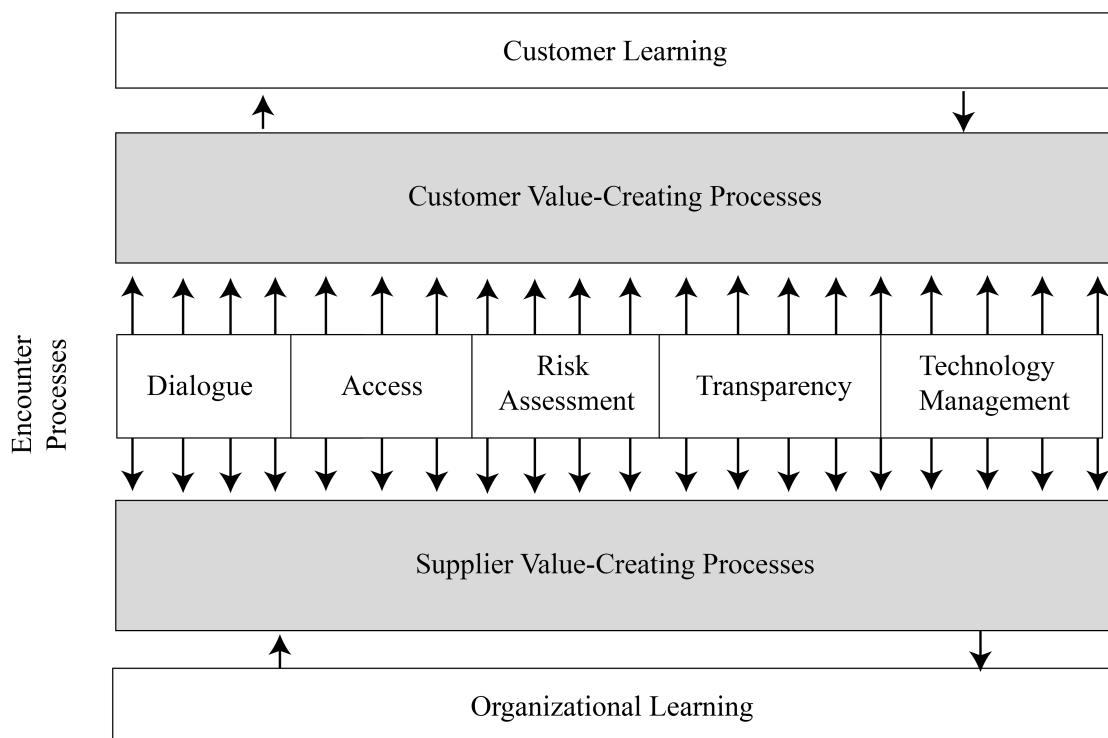 Customer Learning
Customer Value-Creating Processes
Encounter
Processes
Dialogue
Access
Risk
Assessment
Transparency
Technology
Management
Supplier Value-Creating Processes
Organizational Learning